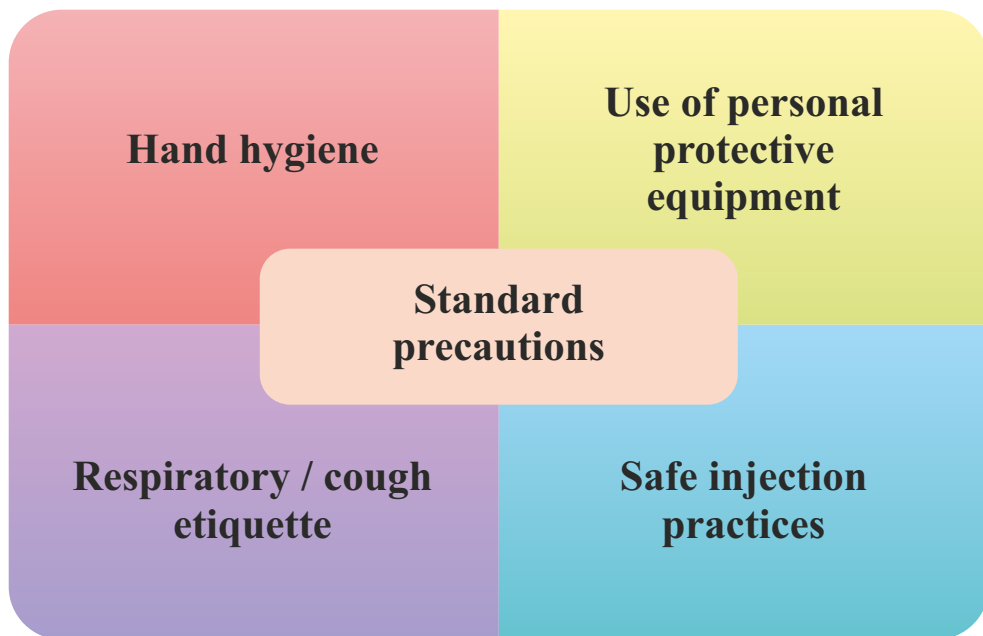 Hand hygiene
Use of personal
protective
equipment
Standard
precautions
Respiratory / cough
etiquette
Safe injection
practices